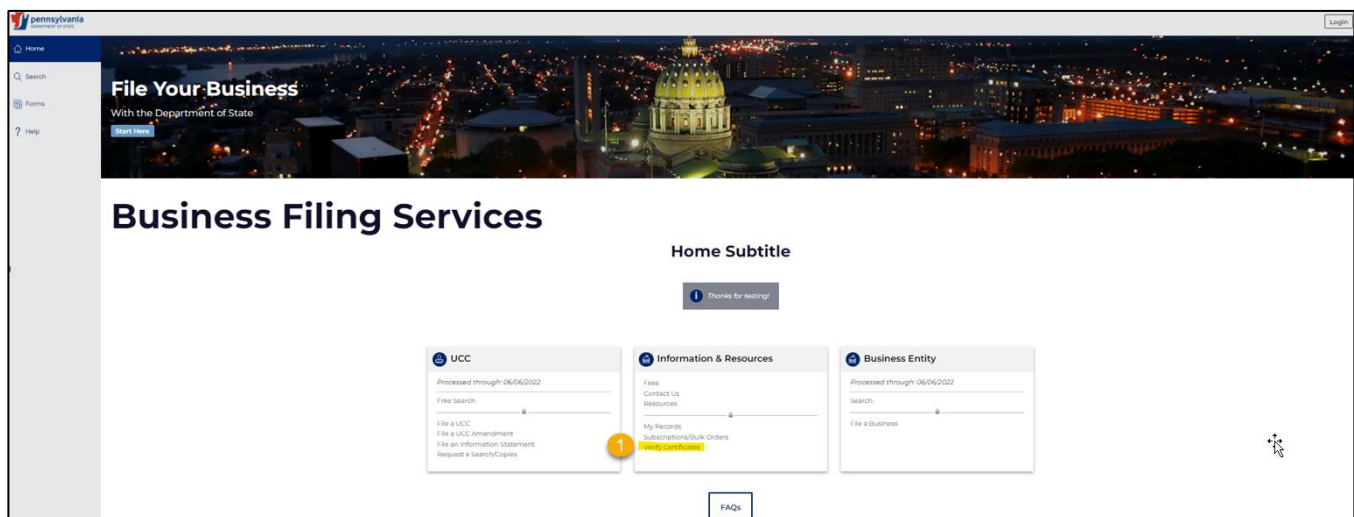 pennsylvania
DEPARTMENT OF STATE
Login
Home
Search
Forms
? Help
File Your Business
With the Department of State
Start Here
Business Filing Services
Home Subtitle
Thanks for testing!
UCC
Processed through: 06/06/2022
Free Search
File a UCC
File a UCC Amendment
File an Information Statement
Request a Search/Copies
Information & Resources
Fees
Contact Us
Resources
My Records
Subscriptions/Bulk Orders
1 Verify Certificates
Business Entity
Processed through: 06/06/2022
Search
File a Business
FAQs